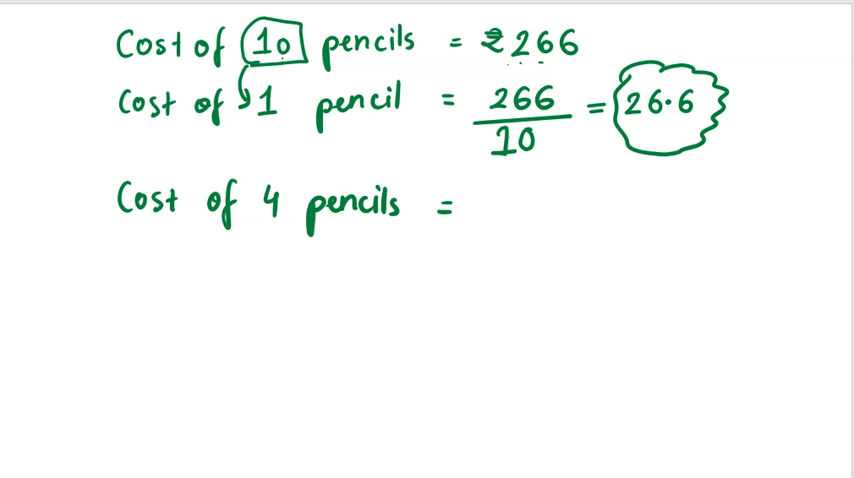 Cost of 10 pencils = ₹266
Cost of 1 pencil = 266/10 = 26.6
Cost of 4 pencils =